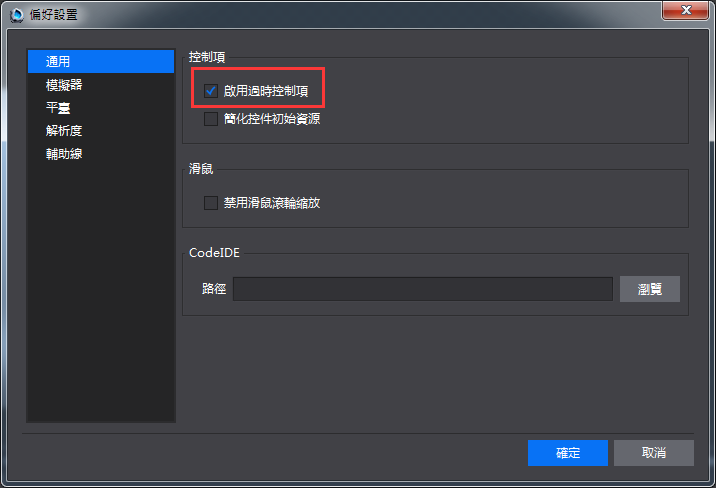 偏好設置
通用
模擬器
平臺
解析度
輔助線
控制項
啟用過時控制項
簡化控件初始資源
滑鼠
禁用滑鼠滾輪縮放
CodeIDE
路徑
瀏覽
確定
取消